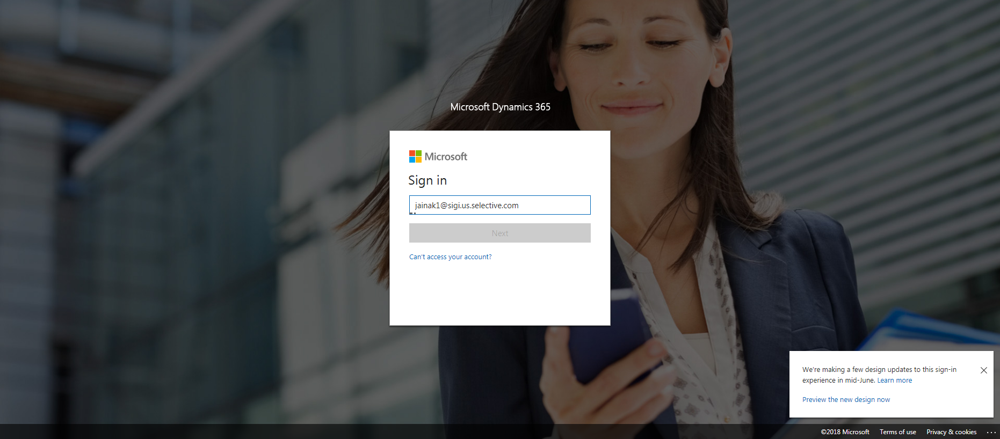 Microsoft Dynamics 365
Microsoft
Sign in
jainak1@sigi.us.selective.com
Next
Can't access your account?
We're making a few design updates to this sign-in
experience in mid-June. Learn more
Preview the new design now
©2018 Microsoft Terms of use Privacy & cookies ...